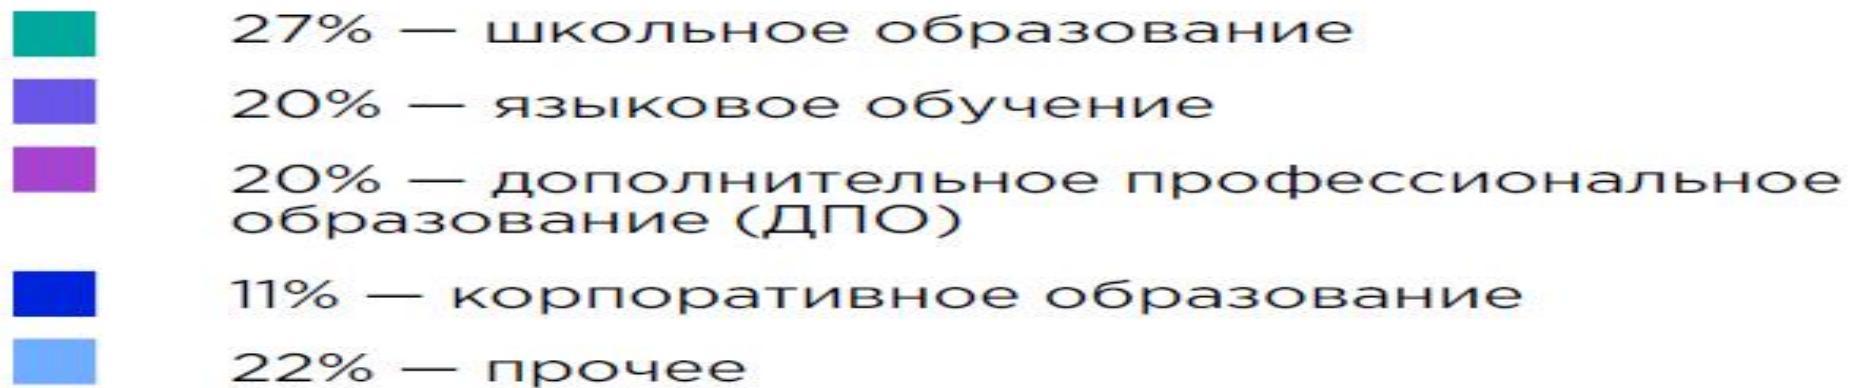 27% — школьное образование
20% — языковое обучение
20% — дополнительное профессиональное
образование (ДПО)
11% — корпоративное образование
22% — прочее